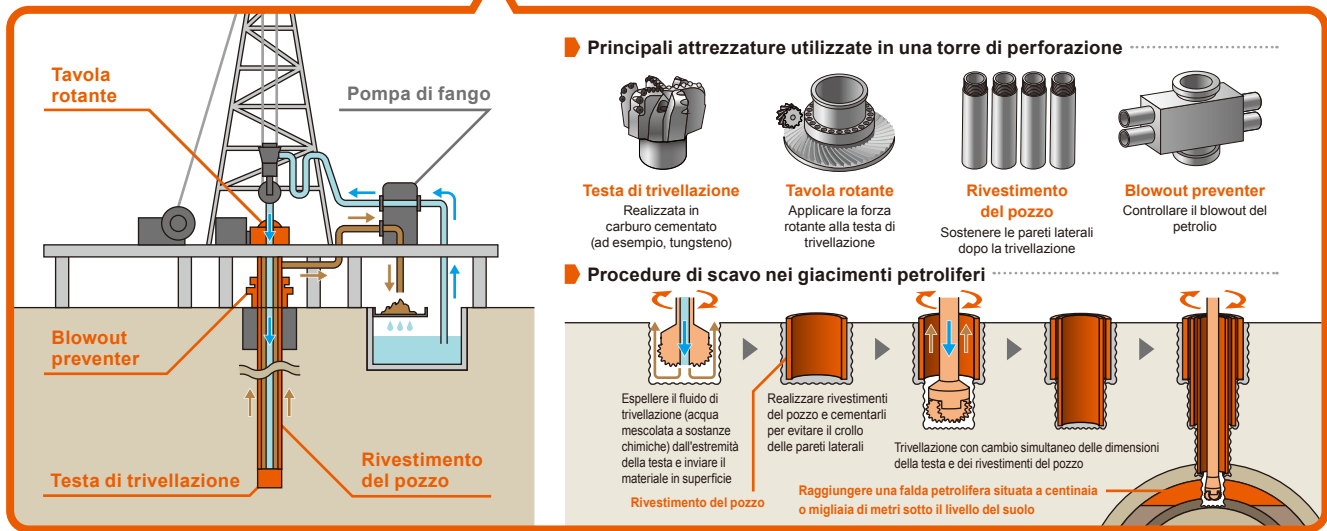 Tavola
rotante
Pompa di fango
Blowout
preventer
Testa di trivellazione
Rivestimento
del pozzo
Principali attrezzature utilizzate in una torre di perforazione
Testa di trivellazione
Realizzata in
carburo cementato
(ad esempio, tungsteno)
Tavola rotante
Applicare la forza
rotante alla testa di
trivellazione
Rivestimento
del pozzo
Sostenere le pareti laterali
dopo la trivellazione
Blowout preventer
Controllare il blowout del
petrolio
Procedure di scavo nei giacimenti petroliferi
Espellere il fluido di
trivellazione (acqua
mescolata a sostanze
chimiche) dall'estremità
della testa e inviare il
materiale in superficie
Realizzare rivestimenti
del pozzo e cementarli
per evitare il crollo
delle pareti laterali
Rivestimento del pozzo
Trivellazione con cambio simultaneo delle dimensioni
della testa e dei rivestimenti del pozzo
Raggiungere una falda petrolifera situata a centinaia
o migliaia di metri sotto il livello del suolo